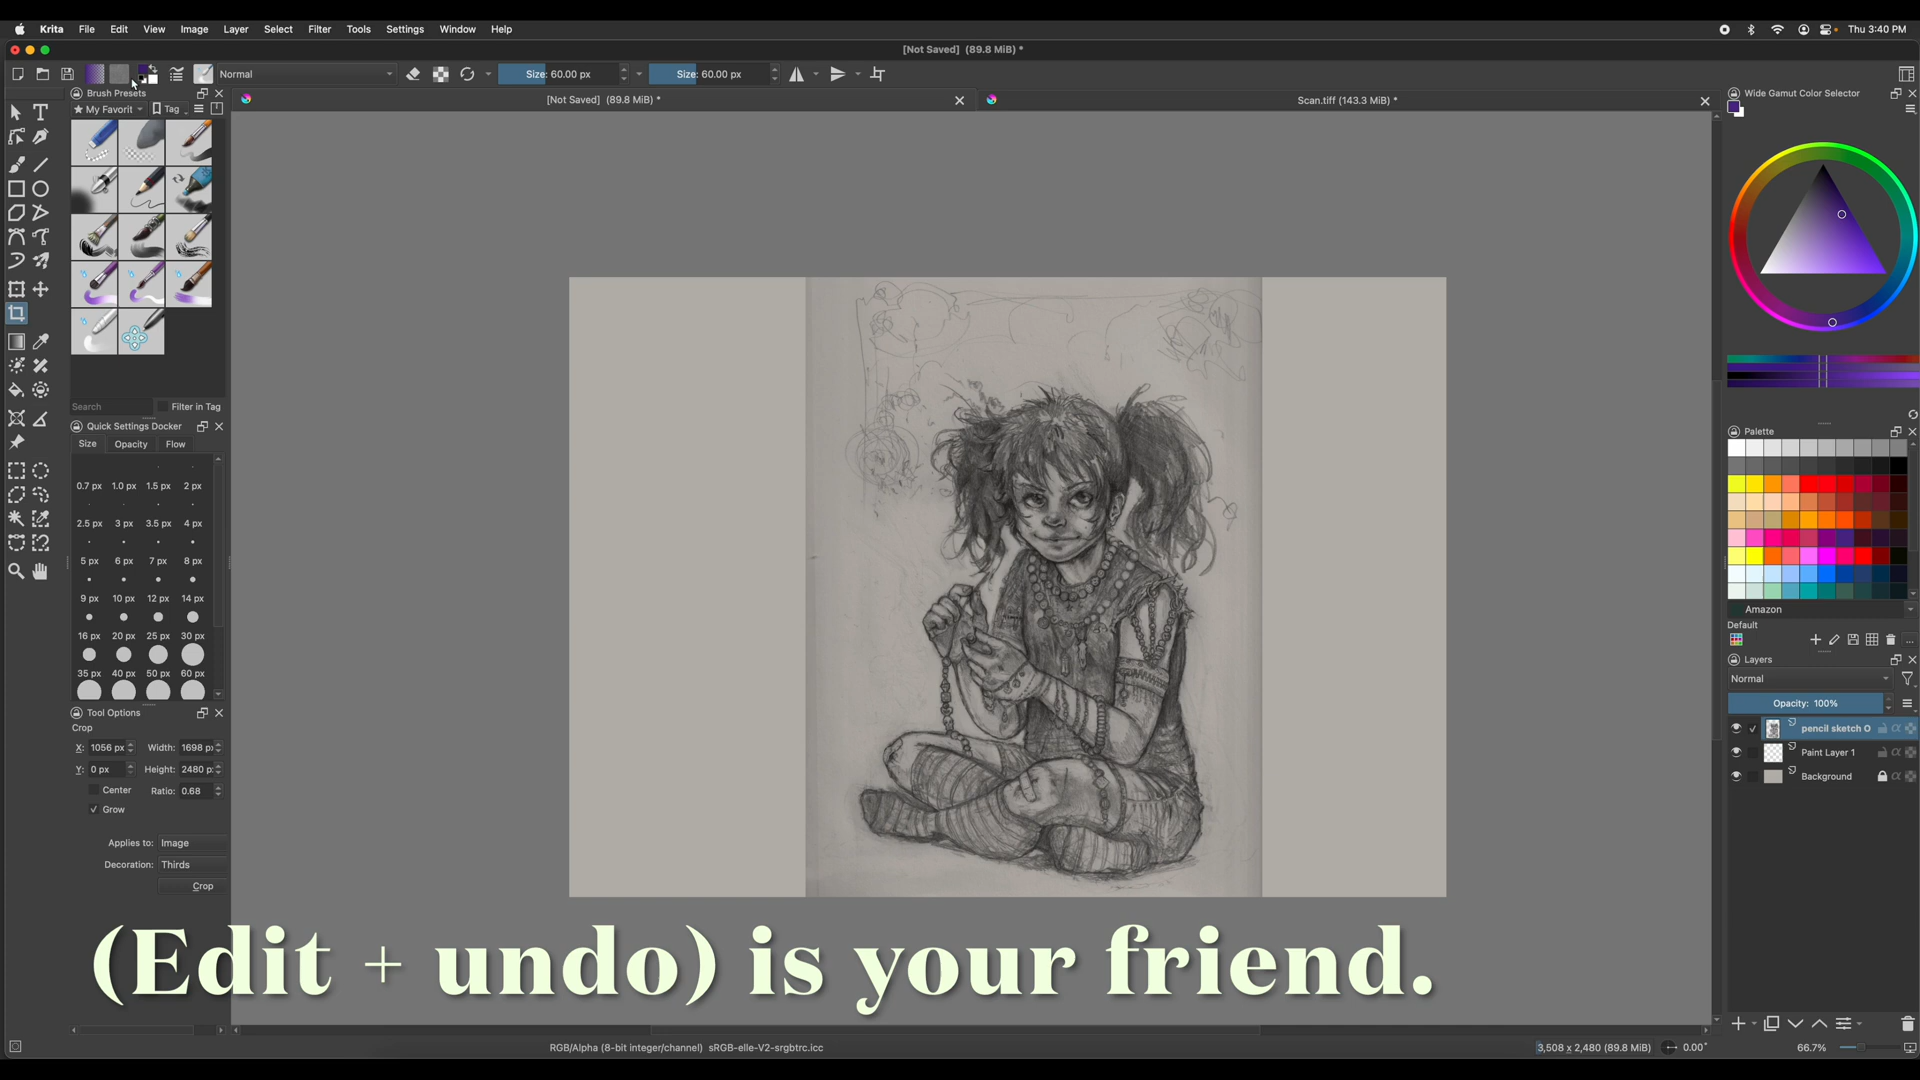 Krita File Edit View Image Layer Select Filter Tools Settings Window Help Thu 3:40 PM
[Not Saved] (89.8 MiB) *
Normal Size: 60.00 px Size: 60.00 px
Brush Presets
My Favorit Tag
[Not Saved] (89.8 MiB) *
Scan.tiff (143.3 MiB) *
Search Filter in Tag
Quick Settings Docker
Size Opacity Flow
0.7 px 1.0 px 1.5 px 2 px
2.5 px 3 px 3.5 px 4 px
5 px 6 px 7 px 8 px
9 px 10 px 12 px 14 px
16 px 20 px 25 px 30 px
35 px 40 px 50 px 60 px
Tool Options
Crop
X: 1056 px Width: 1698 p
Y: 0 px Height: 2480 p
Center Ratio: 0.68
Grow
Applies to: Image
Decoration: Thirds
Crop
Wide Gamut Color Selector
Palette
Amazon
Default
...
Layers
Normal
Opacity: 100%
pencil sketch O
Paint Layer 1
Background
(Edit + undo) is your friend.
RGB/Alpha (8-bit integer/channel) sRGB-elle-V2-srgbtrc.icc
3,508 x 2,480 (89.8 MiB) 0.00°
66.7%